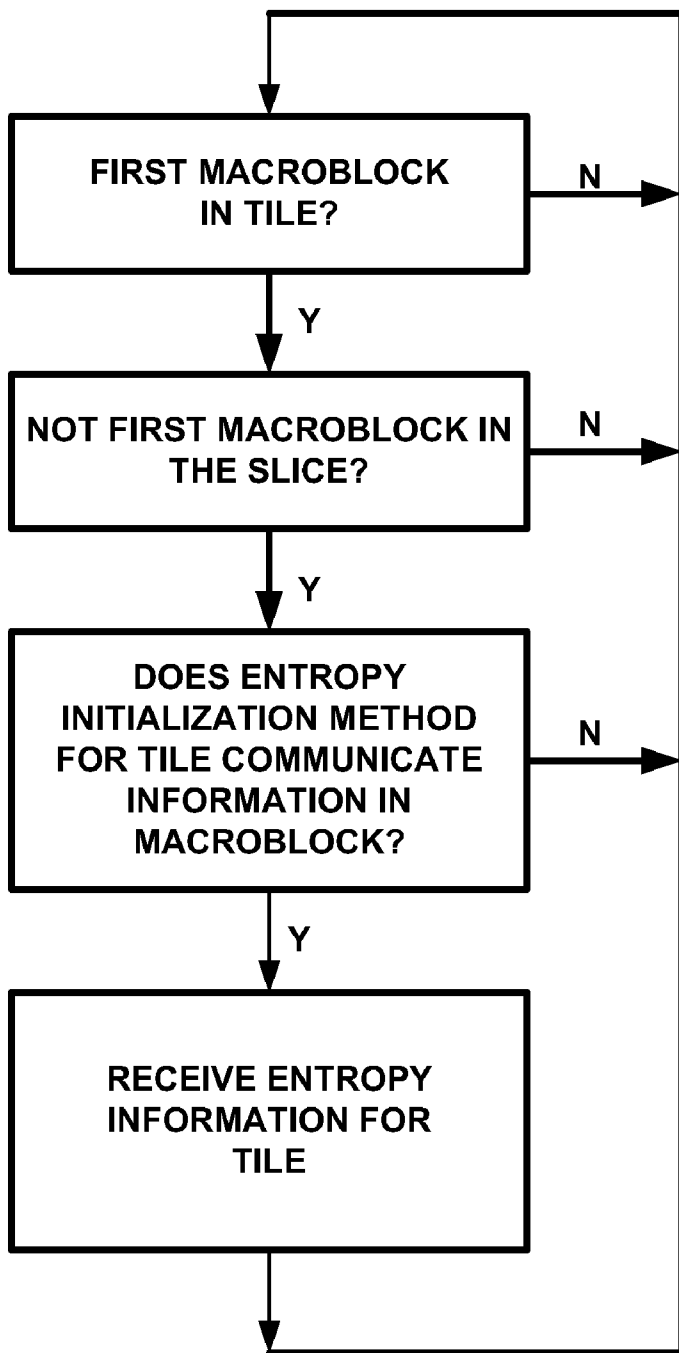 FIRST MACROBLOCK
IN TILE?
N
Y
NOT FIRST MACROBLOCK IN
THE SLICE?
N
Y
DOES ENTROPY
INITIALIZATION METHOD
FOR TILE COMMUNICATE
INFORMATION IN
MACROBLOCK?
N
Y
RECEIVE ENTROPY
INFORMATION FOR
TILE